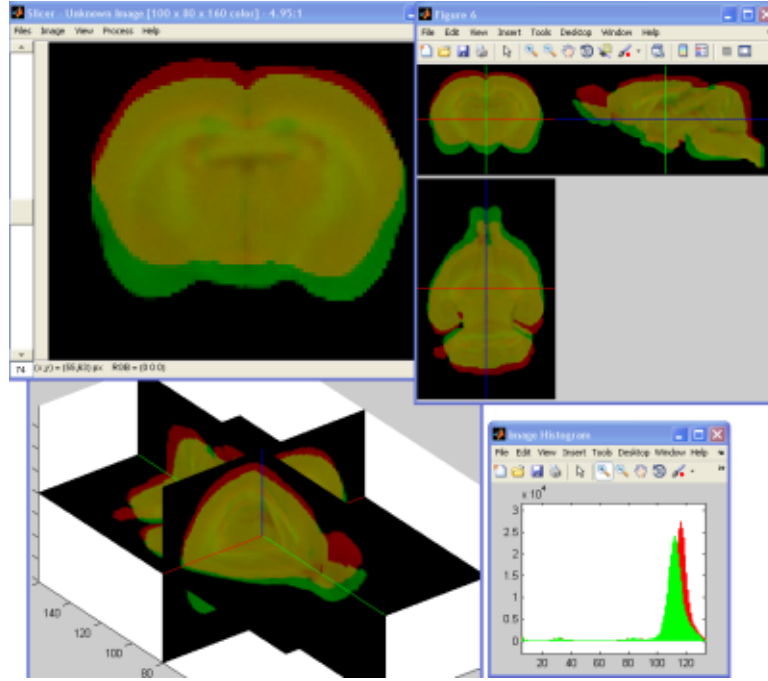 Slicer - Unknown Image [100 x 80 x 160 color] - 4.95:1
Files Image View Process Help
74 (x,y) = (55,63) px RGB = (0 0 0)
Figure 6
File Edit View Insert Tools Desktop Window Help
140
120
100
80
Image Histogram
File Edit View Insert Tools Desktop Window Help
x 10^4
3
2.5
2
1.5
1
0.5
0
20 40 60 80 100 120